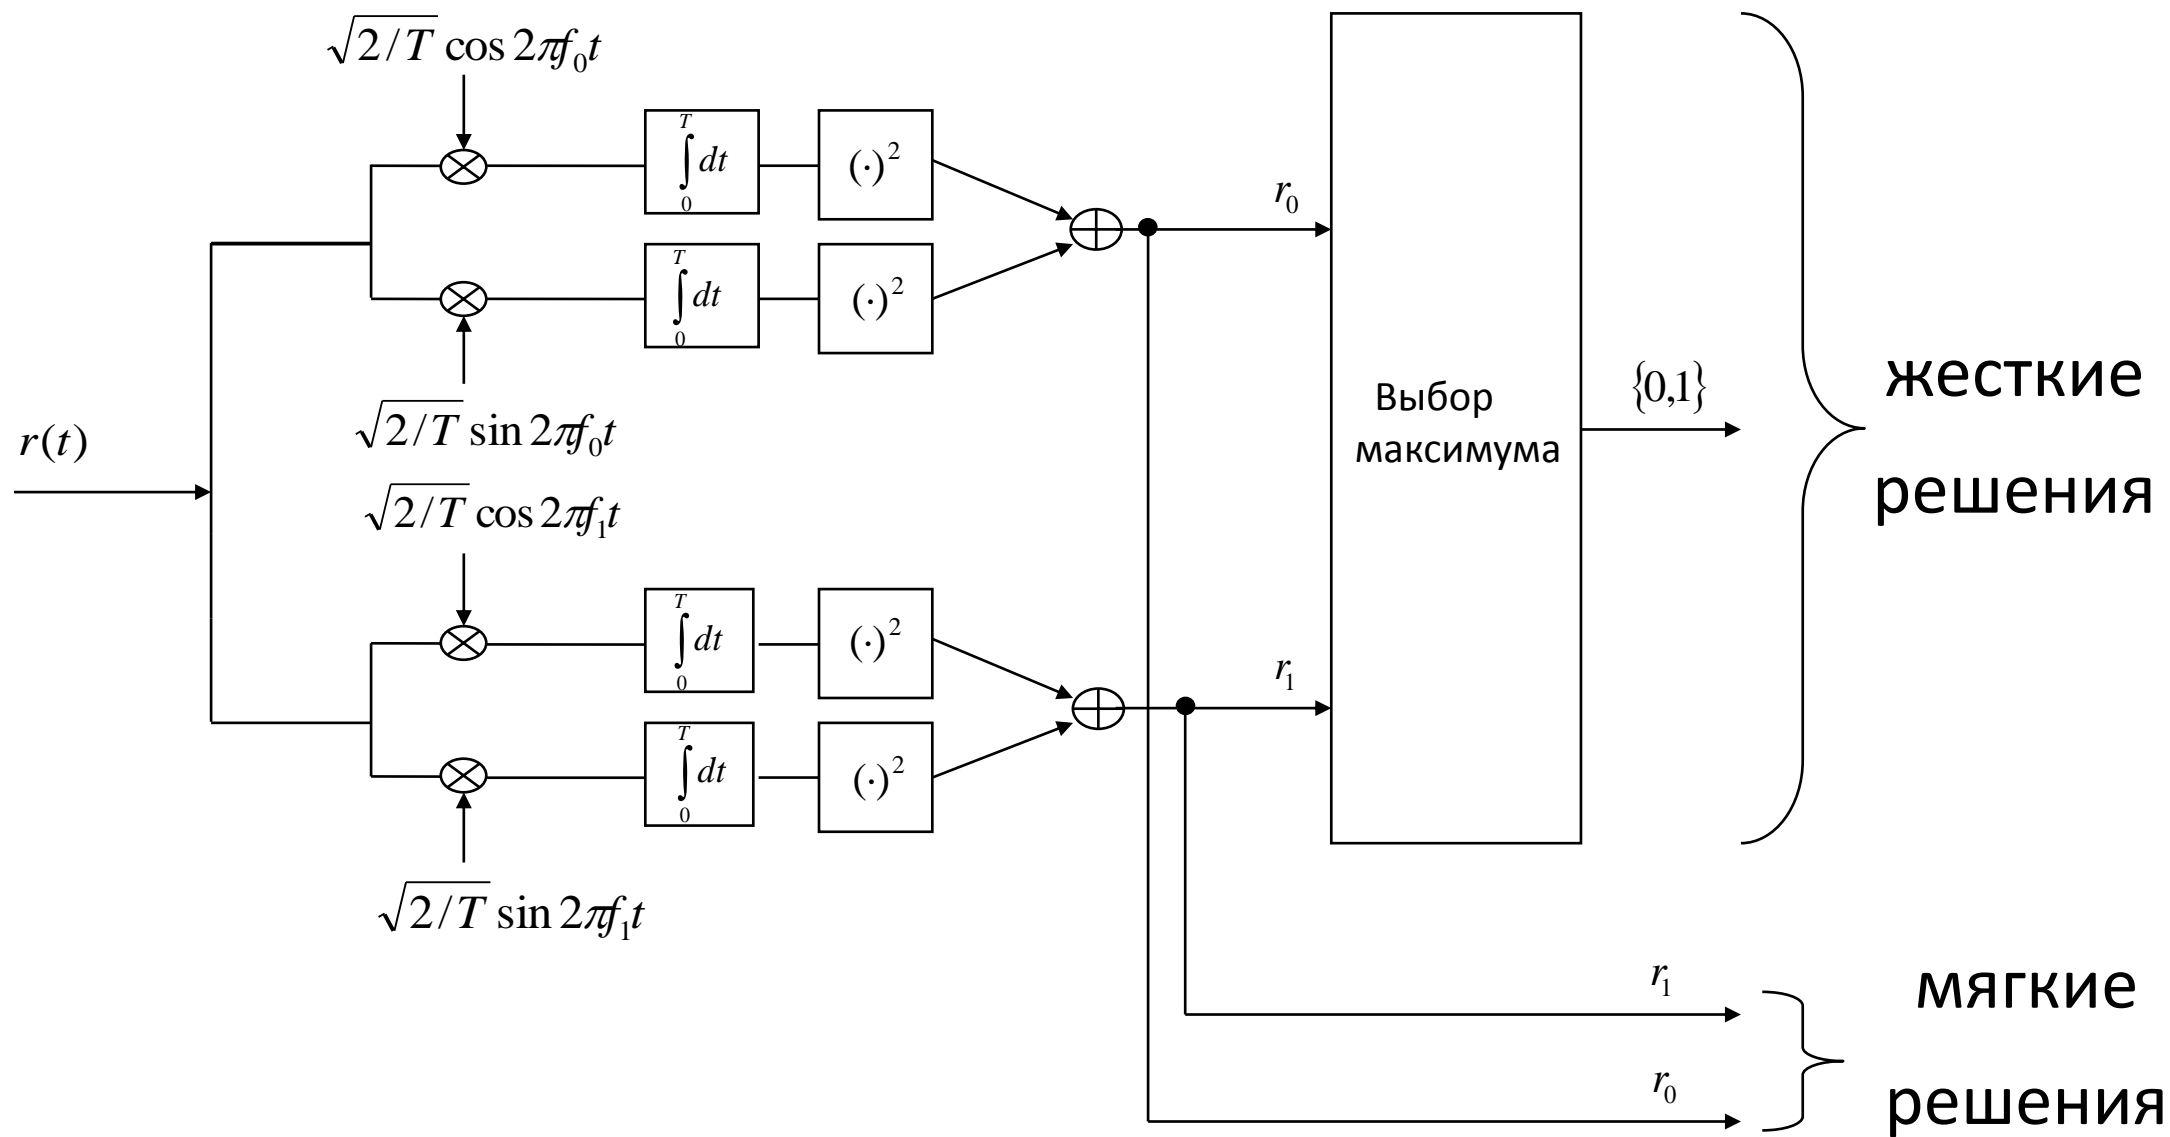 √2/T cos 2πf₀t
∫₀ᵀ dt
(·)²
r₀
∫₀ᵀ dt
(·)²
√2/T sin 2πf₀t
r(t)
√2/T cos 2πf₁t
Выбор
максимума
{0,1}
жесткие
решения
∫₀ᵀ dt
(·)²
r₁
∫₀ᵀ dt
(·)²
√2/T sin 2πf₁t
r₁
r₀
мягкие
решения